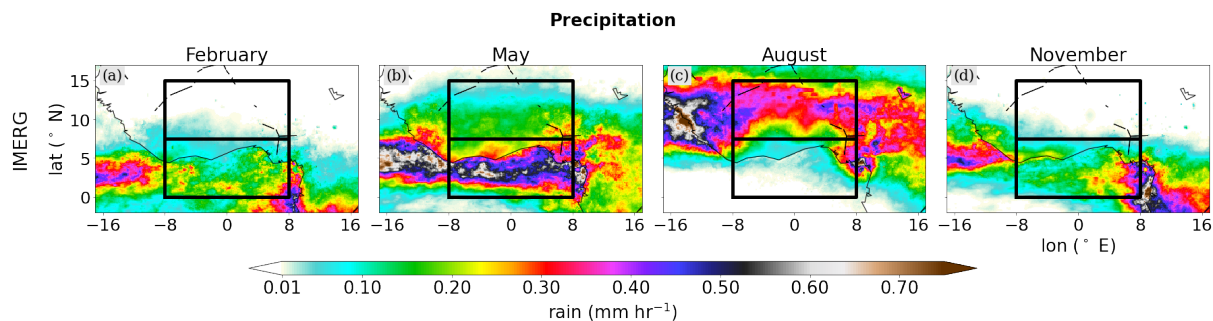 Precipitation
February May August November
(a) (b) (c) (d)
IMERG
lat (° N)
15
10
5
0
−16 −8 0 8 16 −16 −8 0 8 16 −16 −8 0 8 16 −16 −8 0 8 16
lon (° E)
0.01 0.10 0.20 0.30 0.40 0.50 0.60 0.70
rain (mm hr⁻¹)